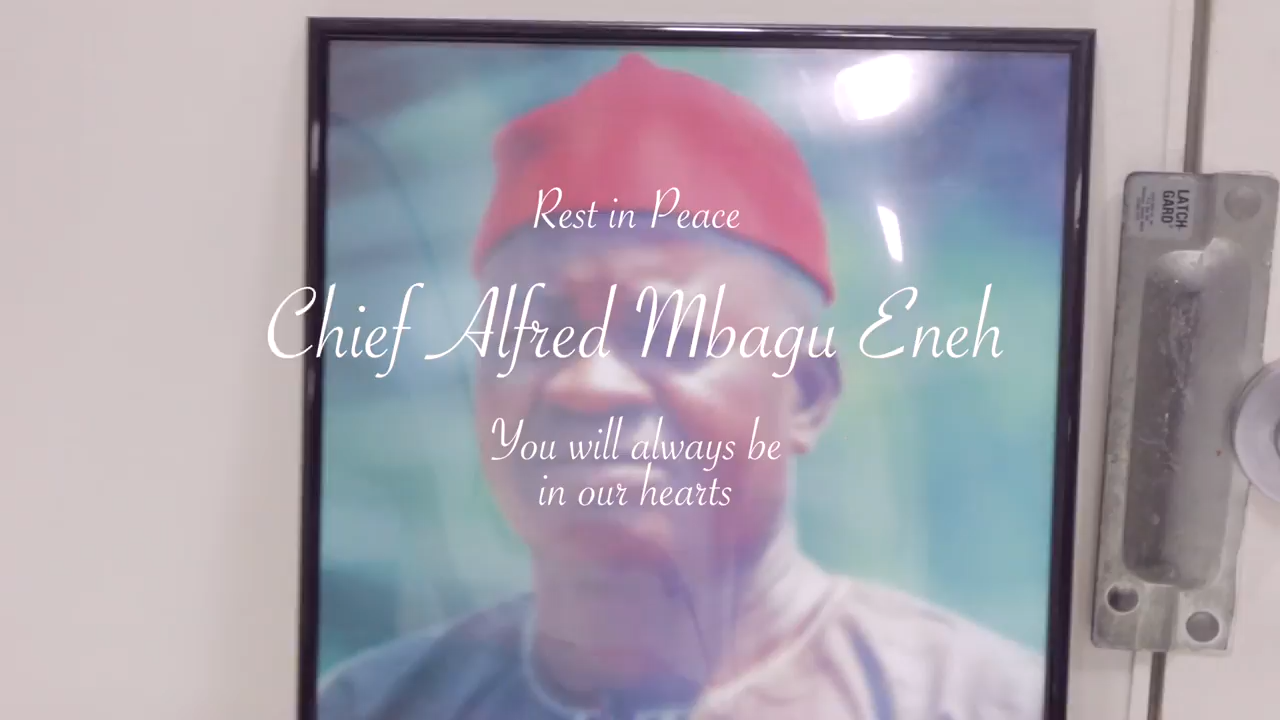 Rest in Peace
Chief Alfred Mbagu Eneh
You will always be
in our hearts
LATCH
GARD